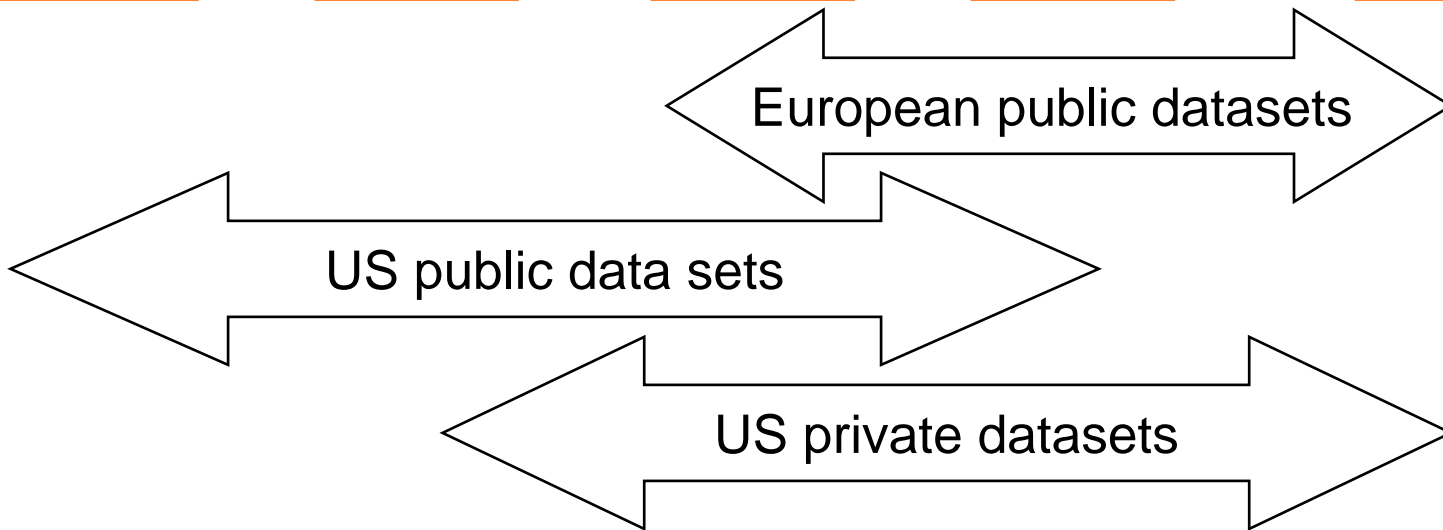 European public datasets
US public data sets
US private datasets